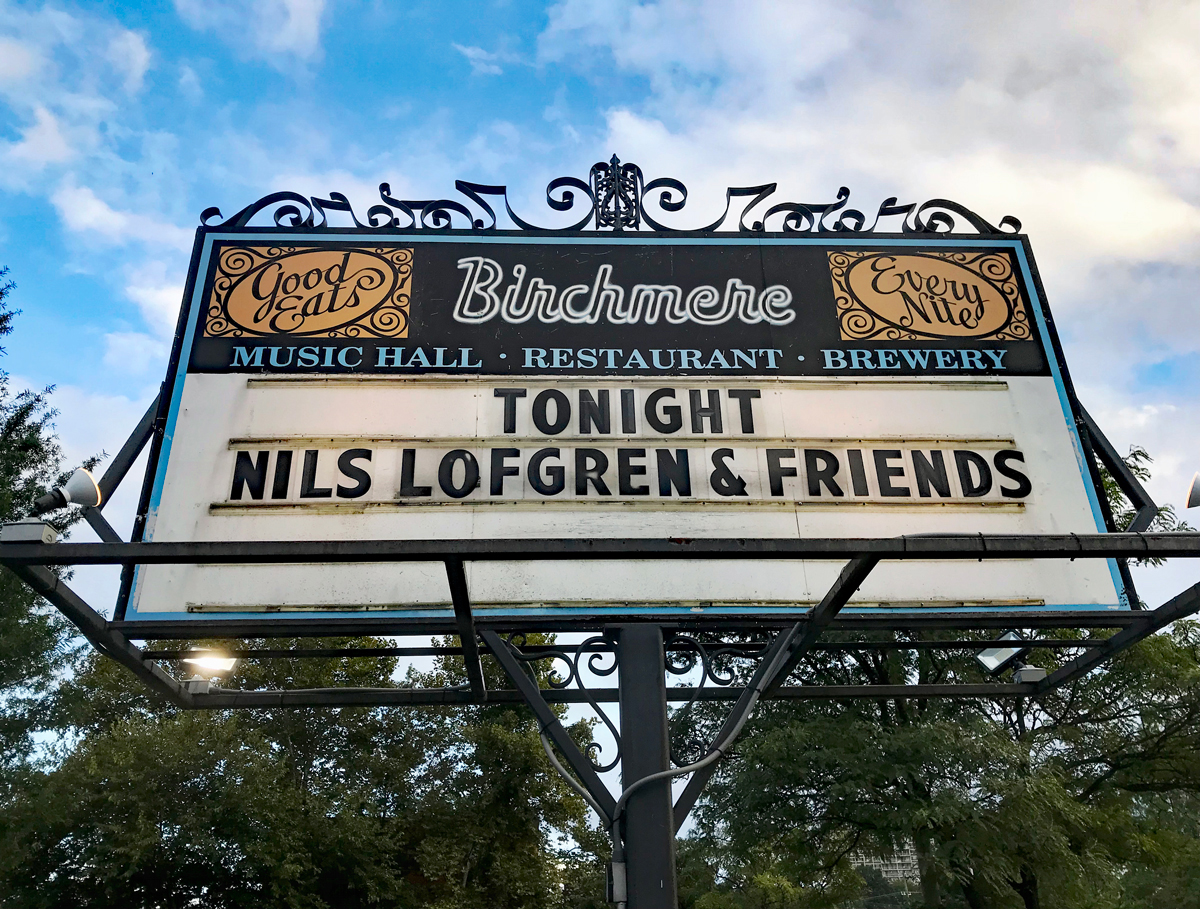 Good Eats
Birchmere
Every Nite
MUSIC HALL · RESTAURANT · BREWERY
TONIGHT
NILS LOFGREN & FRIENDS